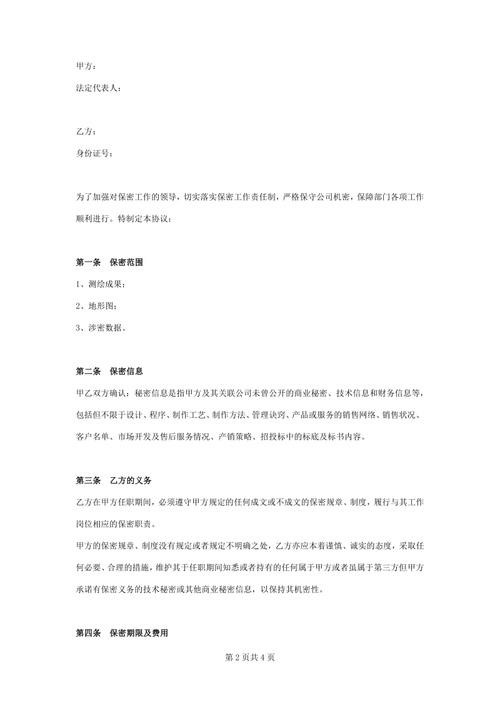 甲方：
法定代表人：
乙方：
身份证号：
为了加强对保密工作的领导，切实落实保密工作责任制，严格保守公司机密，保障部门各项工作
顺利进行。特制定本协议：
第一条　保密范围
1、测绘成果；
2、地形图；
3、涉密数据。
第二条　保密信息
甲乙双方确认：秘密信息是指甲方及其关联公司未曾公开的商业秘密、技术信息和财务信息等，
包括但不限于设计、程序、制作工艺、制作方法、管理诀窍、产品或服务的销售网络、销售状况、
客户名单、市场开发及售后服务情况、产销策略、招投标中的标底及标书内容。
第三条　乙方的义务
乙方在甲方任职期间，必须遵守甲方规定的任何成文或不成文的保密规章、制度，履行与其工作
岗位相应的保密职责。
甲方的保密规章、制度没有规定或者规定不明确之处，乙方亦应本着谨慎、诚实的态度，采取任
何必要、合理的措施，维护其于任职期间知悉或者持有的任何属于甲方或者虽属于第三方但甲方
承诺有保密义务的技术秘密或其他商业秘密信息，以保持其机密性。
第四条　保密期限及费用
第 2 页共 4 页